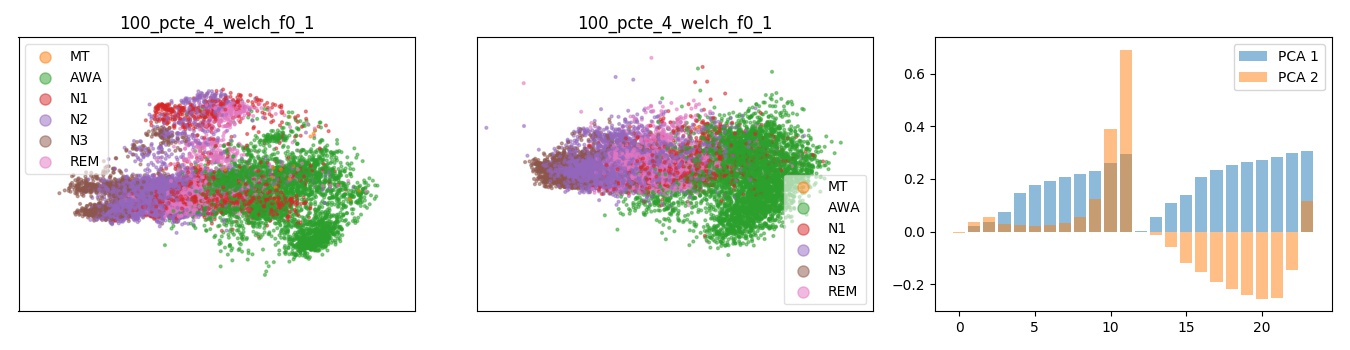 100_pcte_4_welch_f0_1
MT
AWA
N1
N2
N3
REM
100_pcte_4_welch_f0_1
MT
AWA
N1
N2
N3
REM
PCA 1
PCA 2
0.6
0.4
0.2
0.0
−0.2
0 5 10 15 20